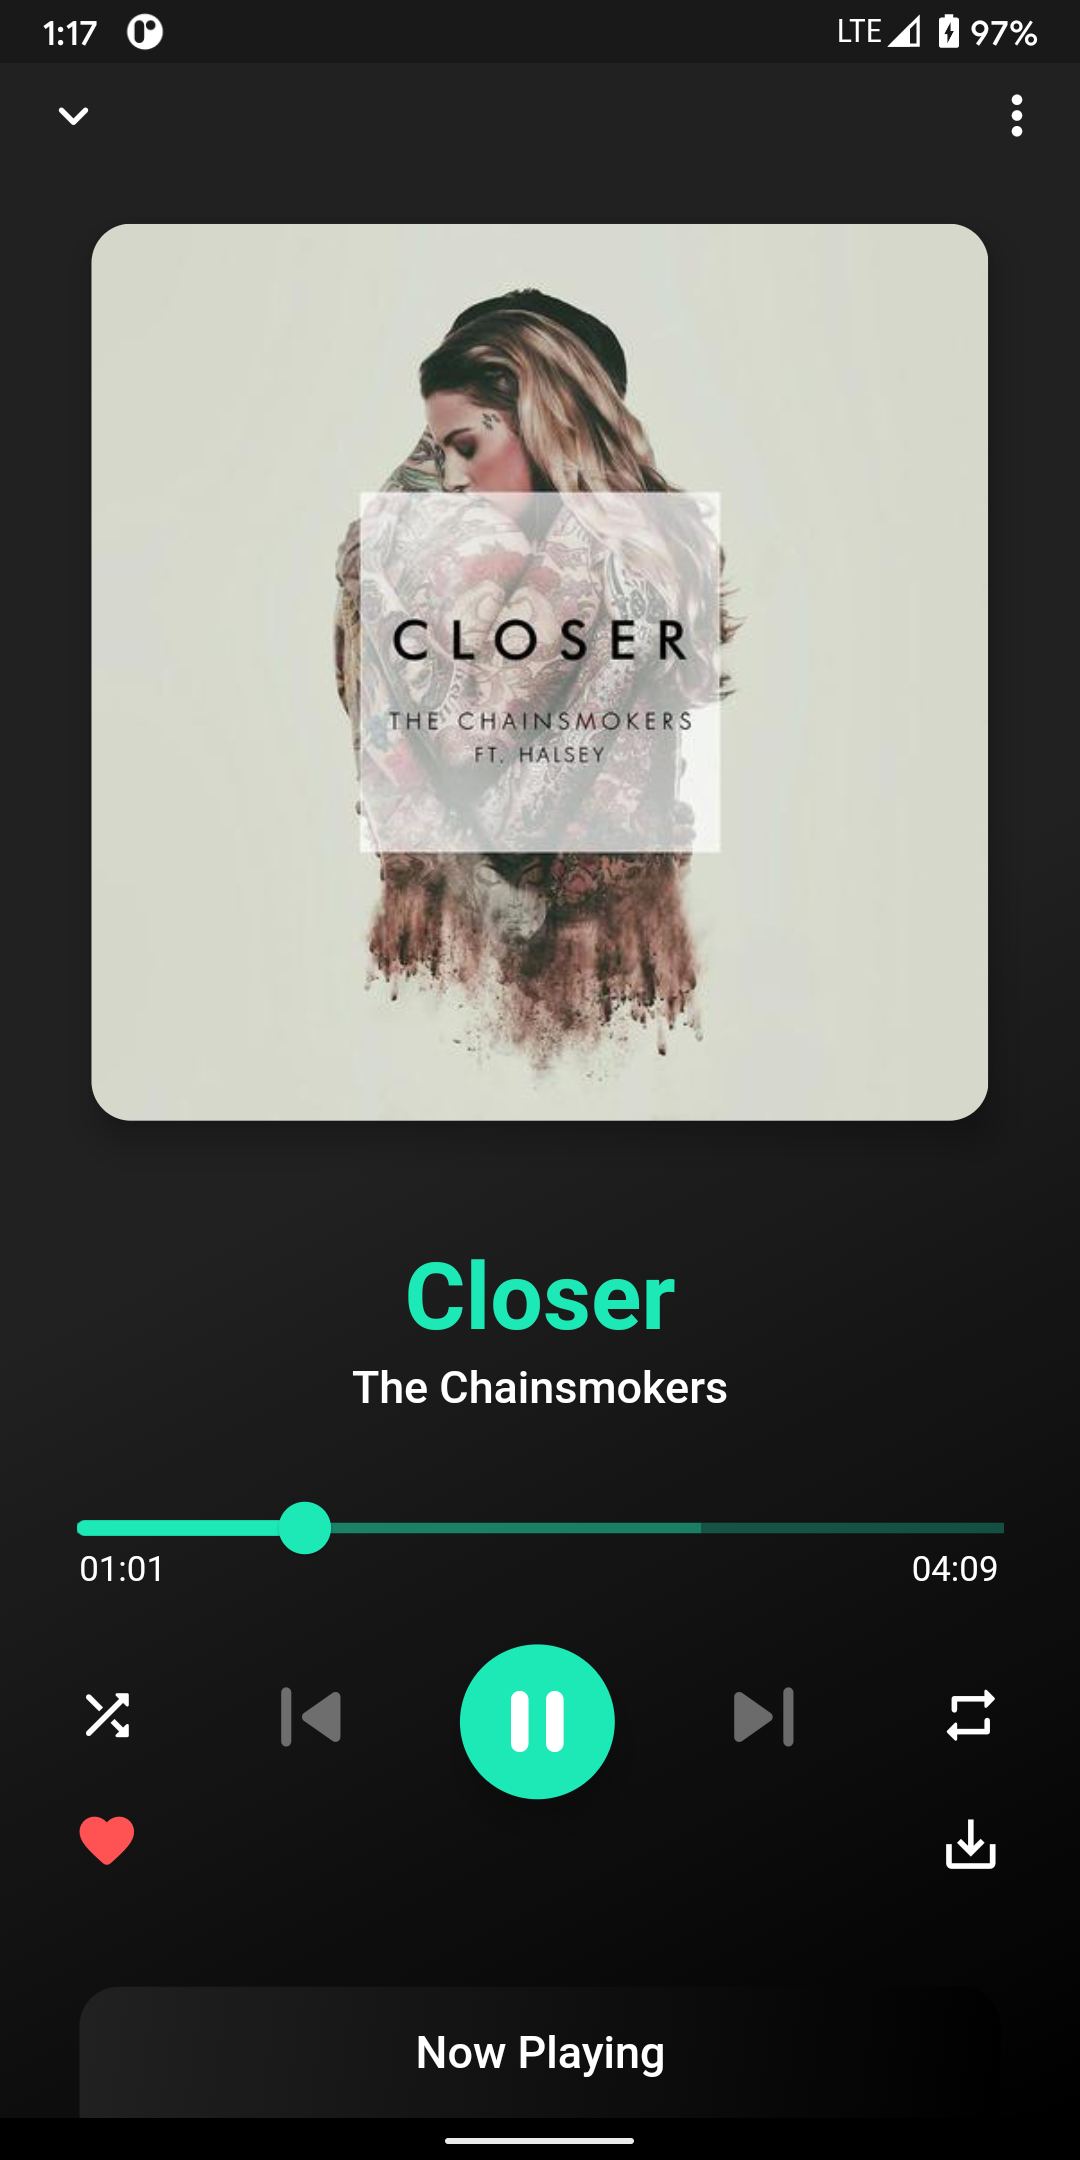 1:17 LTE 97%
CLOSER
THE CHAINSMOKERS
FT. HALSEY
Closer
The Chainsmokers
01:01 04:09
Now Playing